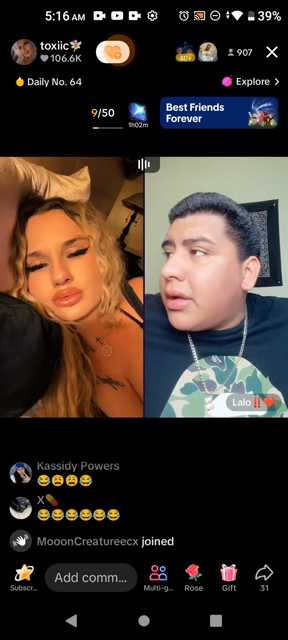 5:16 AM
39%
toxiic
106.6K
907
Daily No. 64
Explore >
9/50
1h02m
Best Friends
Forever
Lalo‼️❤️
Kassidy Powers
😂😩😩😂
X💊
😂😂😂😂😂😂
MooonCreatureecx joined
Add comm...
Subscr...
Multi-g...
Rose
Gift
31